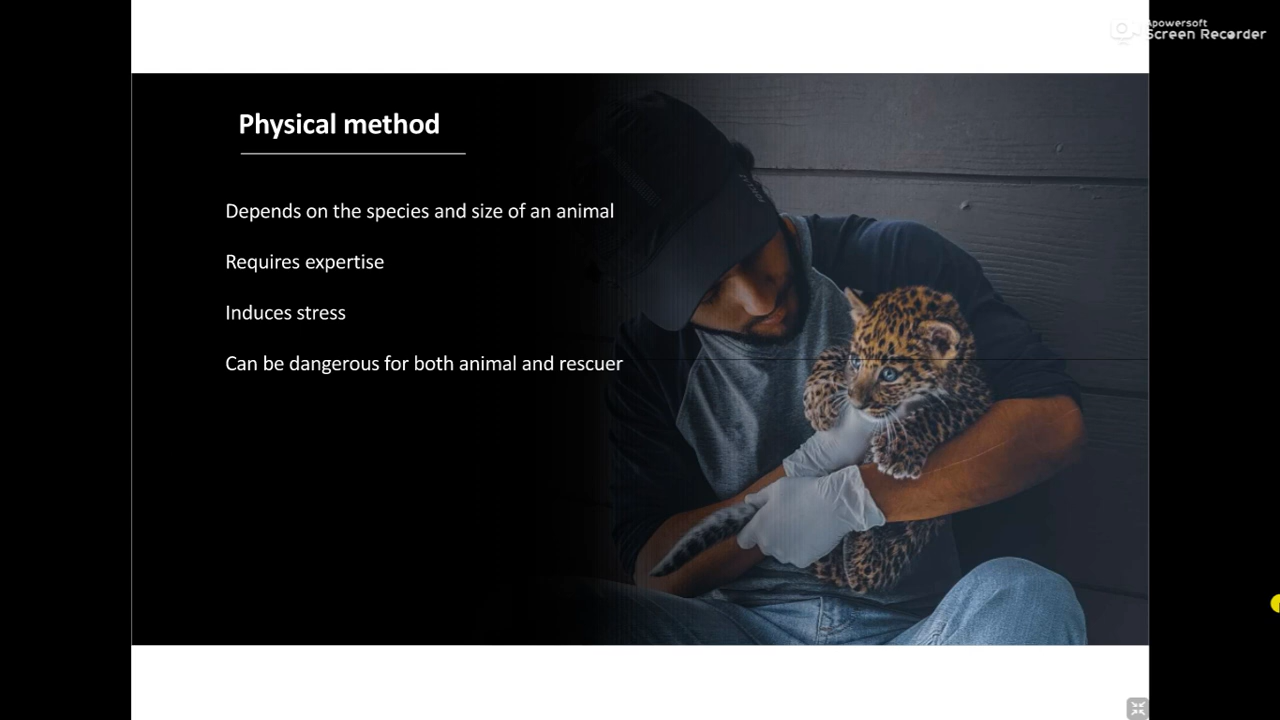 Apowersoft
Screen Recorder
Physical method
Depends on the species and size of an animal
Requires expertise
Induces stress
Can be dangerous for both animal and rescuer